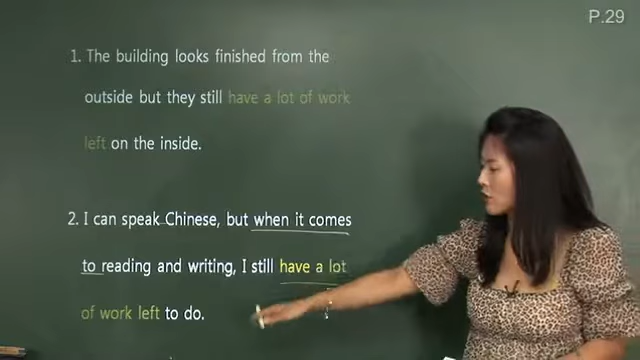 P.29
1. The building looks finished from the
outside but they still have a lot of work
left on the inside.
2. I can speak Chinese, but when it comes
to reading and writing, I still have a lot
of work left to do.